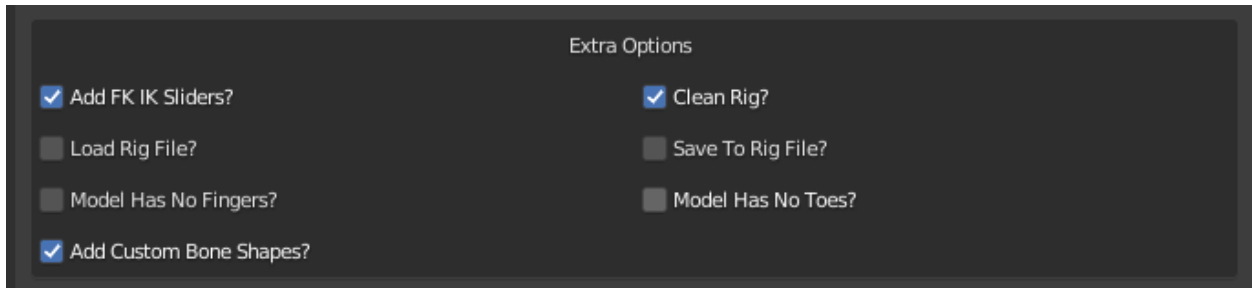 Extra Options
Add FK IK Sliders?
Clean Rig?
Load Rig File?
Save To Rig File?
Model Has No Fingers?
Model Has No Toes?
Add Custom Bone Shapes?